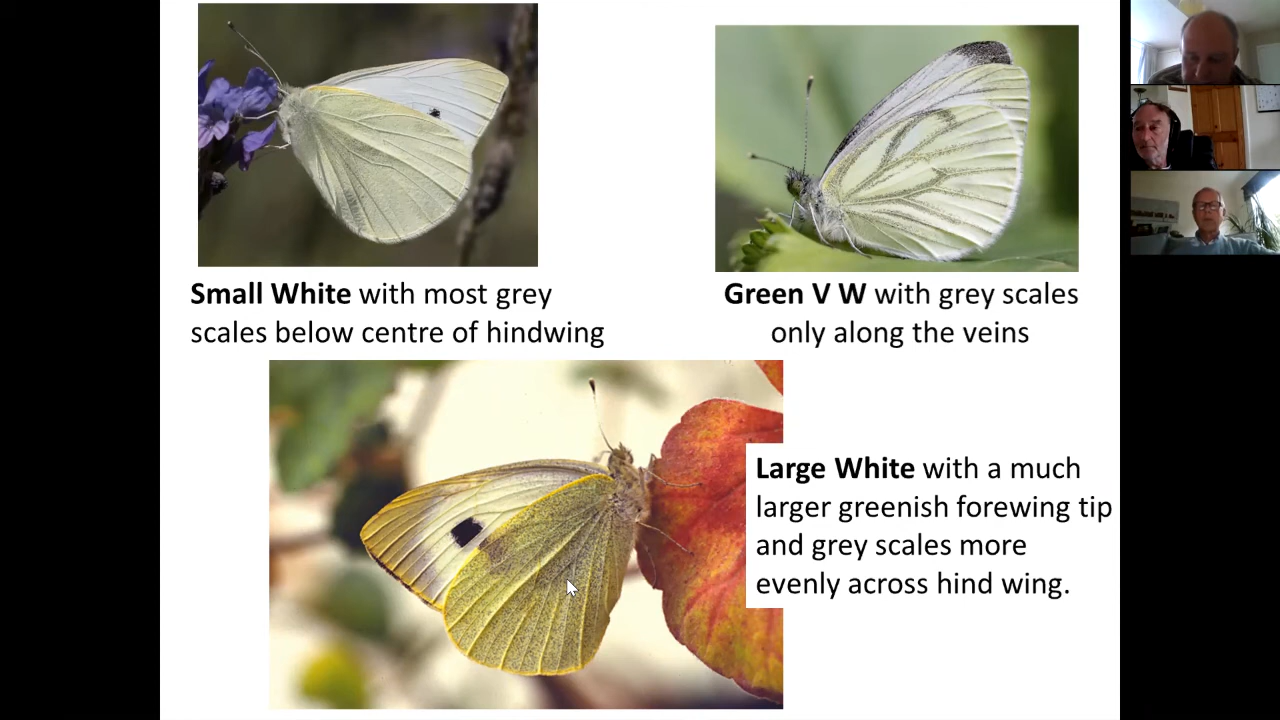 Small White with most grey
scales below centre of hindwing
Green V W with grey scales
only along the veins
Large White with a much
larger greenish forewing tip
and grey scales more
evenly across hind wing.